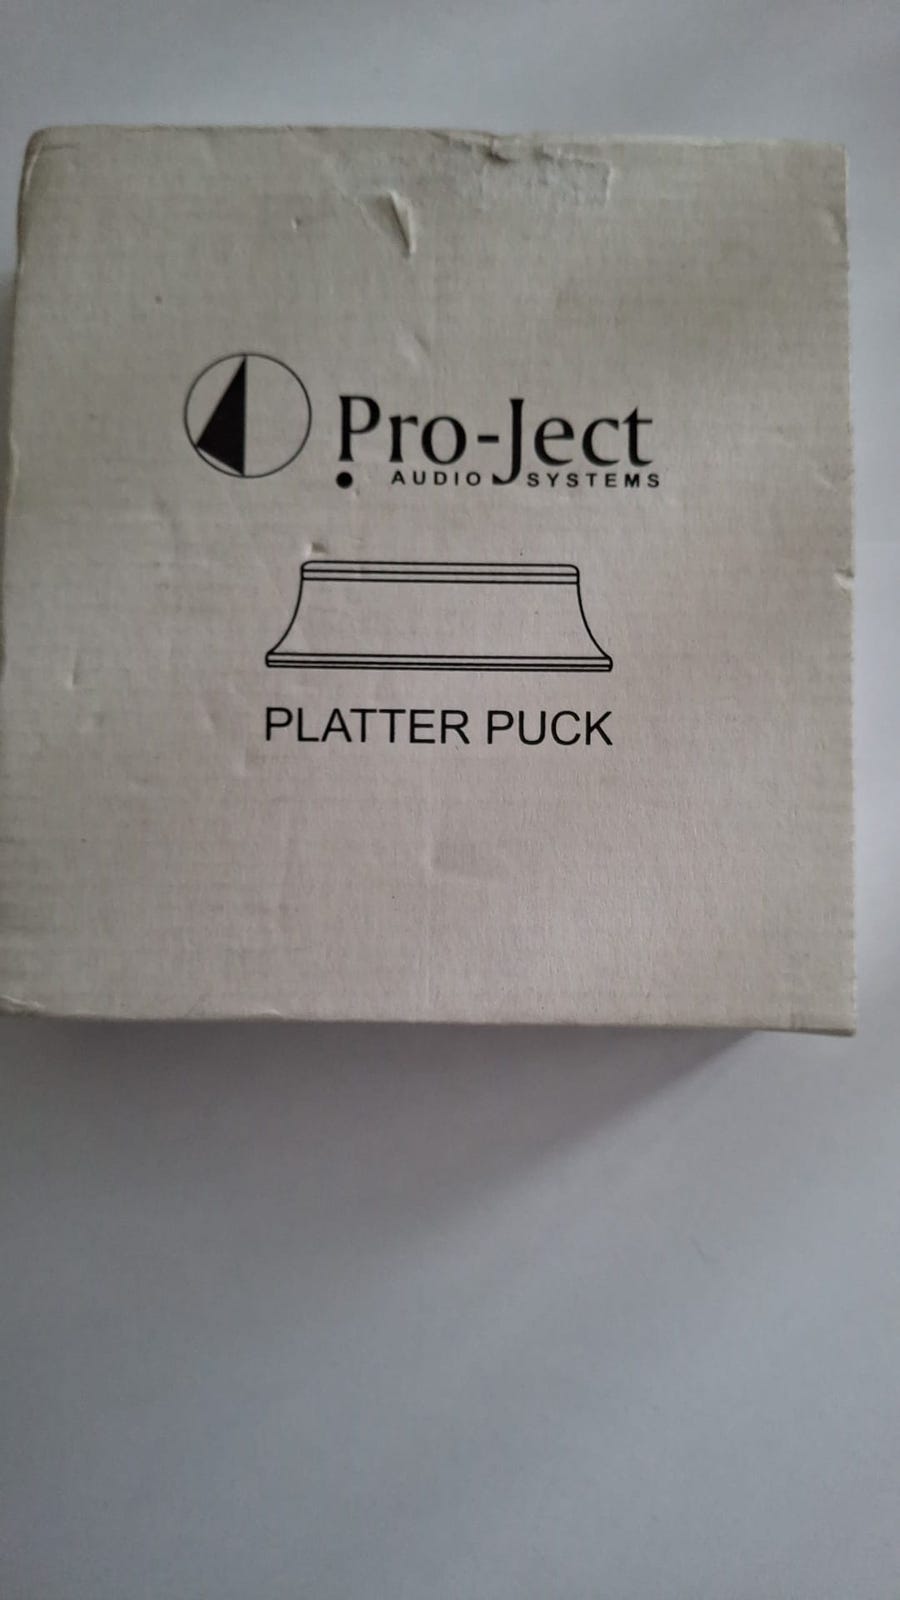 Pro-Ject
AUDIO SYSTEMS
PLATTER PUCK